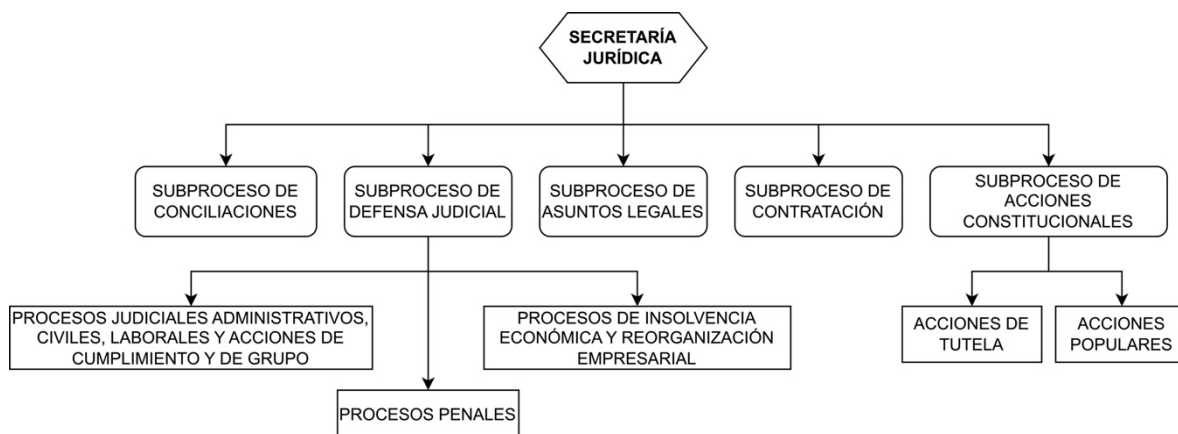 SECRETARÍA
JURÍDICA
SUBPROCESO DE
CONCILIACIONES
SUBPROCESO DE
DEFENSA JUDICIAL
SUBPROCESO DE
ASUNTOS LEGALES
SUBPROCESO DE
CONTRATACIÓN
SUBPROCESO DE
ACCIONES
CONSTITUCIONALES
PROCESOS JUDICIALES ADMINISTRATIVOS,
CIVILES, LABORALES Y ACCIONES DE
CUMPLIMIENTO Y DE GRUPO
PROCESOS DE INSOLVENCIA
ECONÓMICA Y REORGANIZACIÓN
EMPRESARIAL
ACCIONES DE
TUTELA
ACCIONES
POPULARES
PROCESOS PENALES